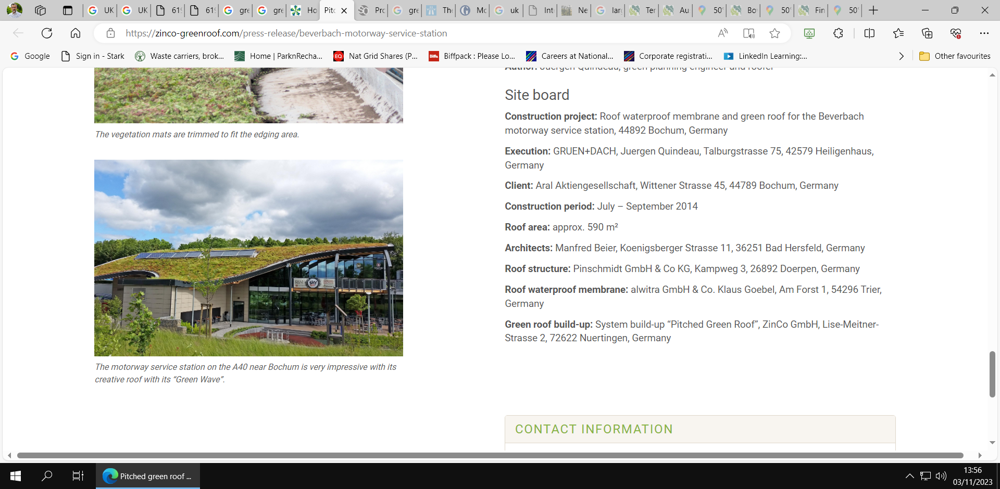 UK
UK
619
619
gre
gre
Ho
Pitc
Pro
gre
The
Mo
uk
Int
Ne
lar
Ter
Au
50°
Bo
50°
Fin
50°
https://zinco-greenroof.com/press-release/beverbach-motorway-service-station
Google
Sign in - Stark
Waste carriers, brok...
Home | ParknRecha...
EQ
Nat Grid Shares (P...
Biffa
Biffpack : Please Lo...
Careers at National...
Corporate registrati...
LinkedIn Learning:...
Other favourites
The vegetation mats are trimmed to fit the edging area.
sky
The motorway service station on the A40 near Bochum is very impressive with its
creative roof with its “Green Wave”.
Author: Juergen Quindeau, green planning engineer and roofer
Site board
Construction project: Roof waterproof membrane and green roof for the Beverbach
motorway service station, 44892 Bochum, Germany
Execution: GRUEN+DACH, Juergen Quindeau, Talburgstrasse 75, 42579 Heiligenhaus,
Germany
Client: Aral Aktiengesellschaft, Wittener Strasse 45, 44789 Bochum, Germany
Construction period: July – September 2014
Roof area: approx. 590 m²
Architects: Manfred Beier, Koenigsberger Strasse 11, 36251 Bad Hersfeld, Germany
Roof structure: Pinschmidt GmbH & Co KG, Kampweg 3, 26892 Doerpen, Germany
Roof waterproof membrane: alwitra GmbH & Co. Klaus Goebel, Am Forst 1, 54296 Trier,
Germany
Green roof build-up: System build-up “Pitched Green Roof”, ZinCo GmbH, Lise-Meitner-
Strasse 2, 72622 Nuertingen, Germany
CONTACT INFORMATION
Pitched green roof ...
13:56
03/11/2023